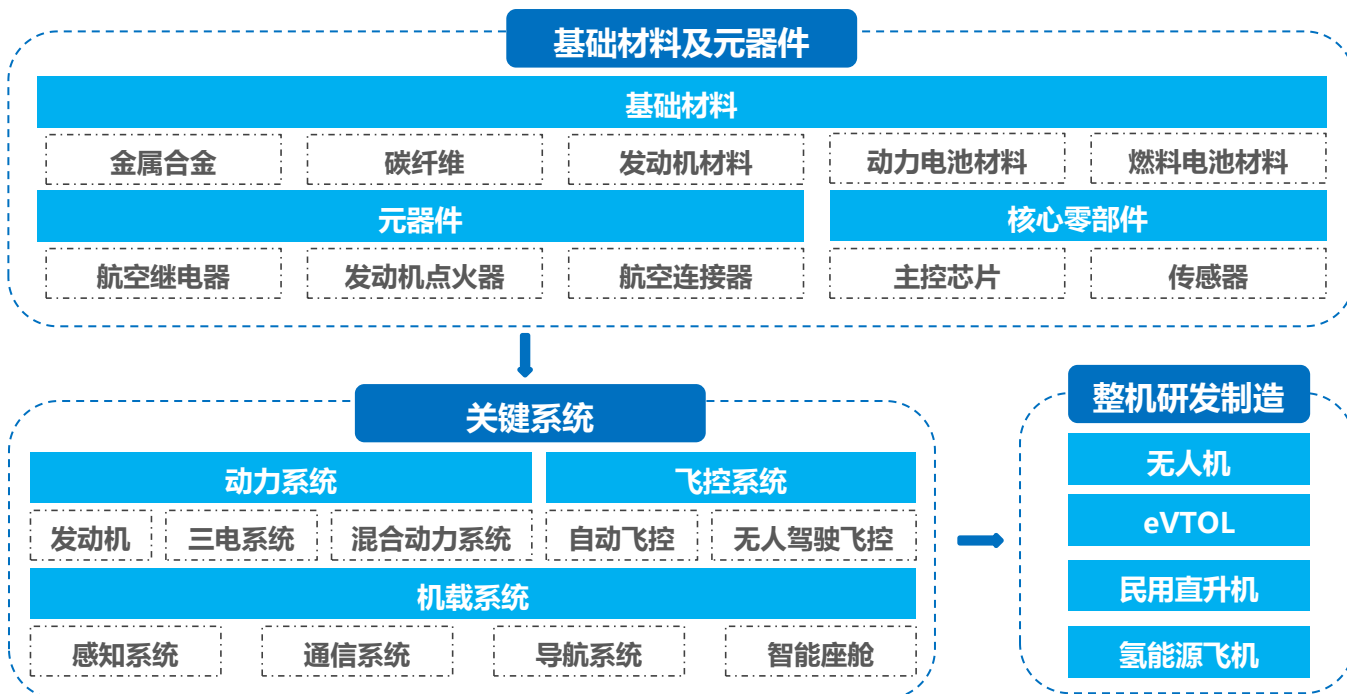 基础材料及元器件
基础材料
金属合金 碳纤维 发动机材料 动力电池材料 燃料电池材料
元器件 核心零部件
航空继电器 发动机点火器 航空连接器 主控芯片 传感器
关键系统
动力系统 飞控系统
发动机 三电系统 混合动力系统 自动飞控 无人驾驶飞控
机载系统
感知系统 通信系统 导航系统 智能座舱
整机研发制造
无人机
eVTOL
民用直升机
氢能源飞机